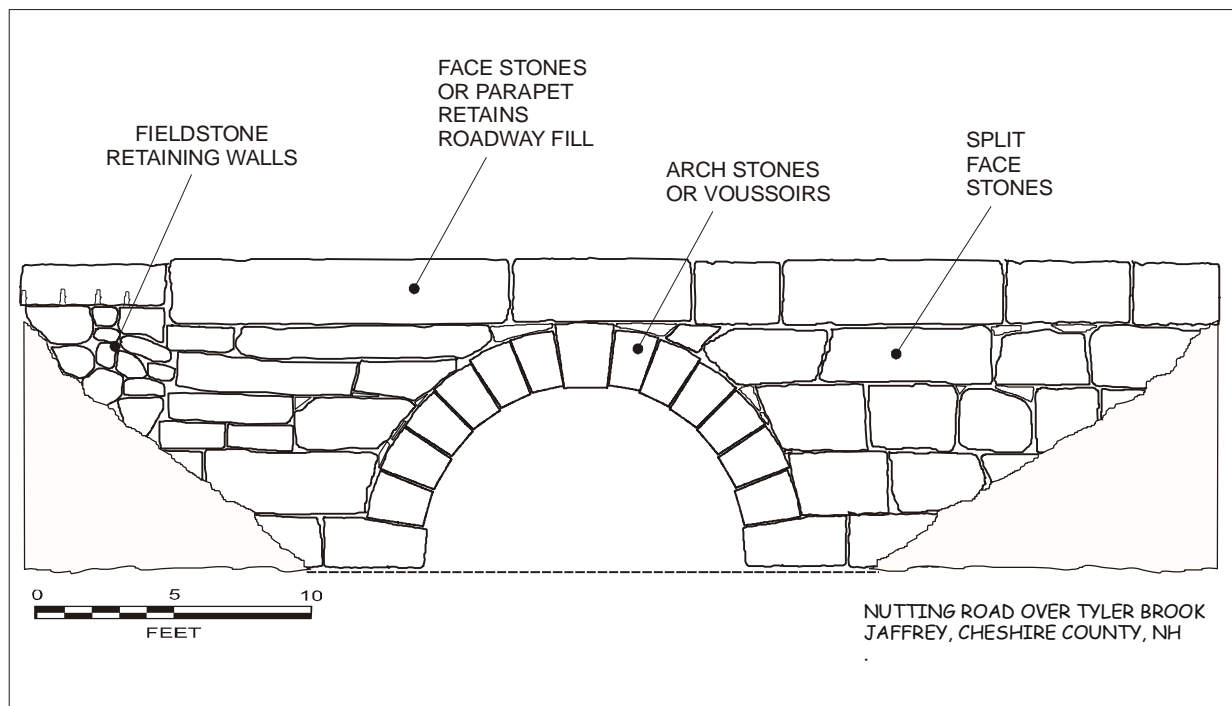 FACE STONES
OR PARAPET
RETAINS
ROADWAY FILL
FIELDSTONE
RETAINING WALLS
ARCH STONES
OR VOUSSOIRS
SPLIT
FACE
STONES
0 5 10
FEET
NUTTING ROAD OVER TYLER BROOK
JAFFREY, CHESHIRE COUNTY, NH
.